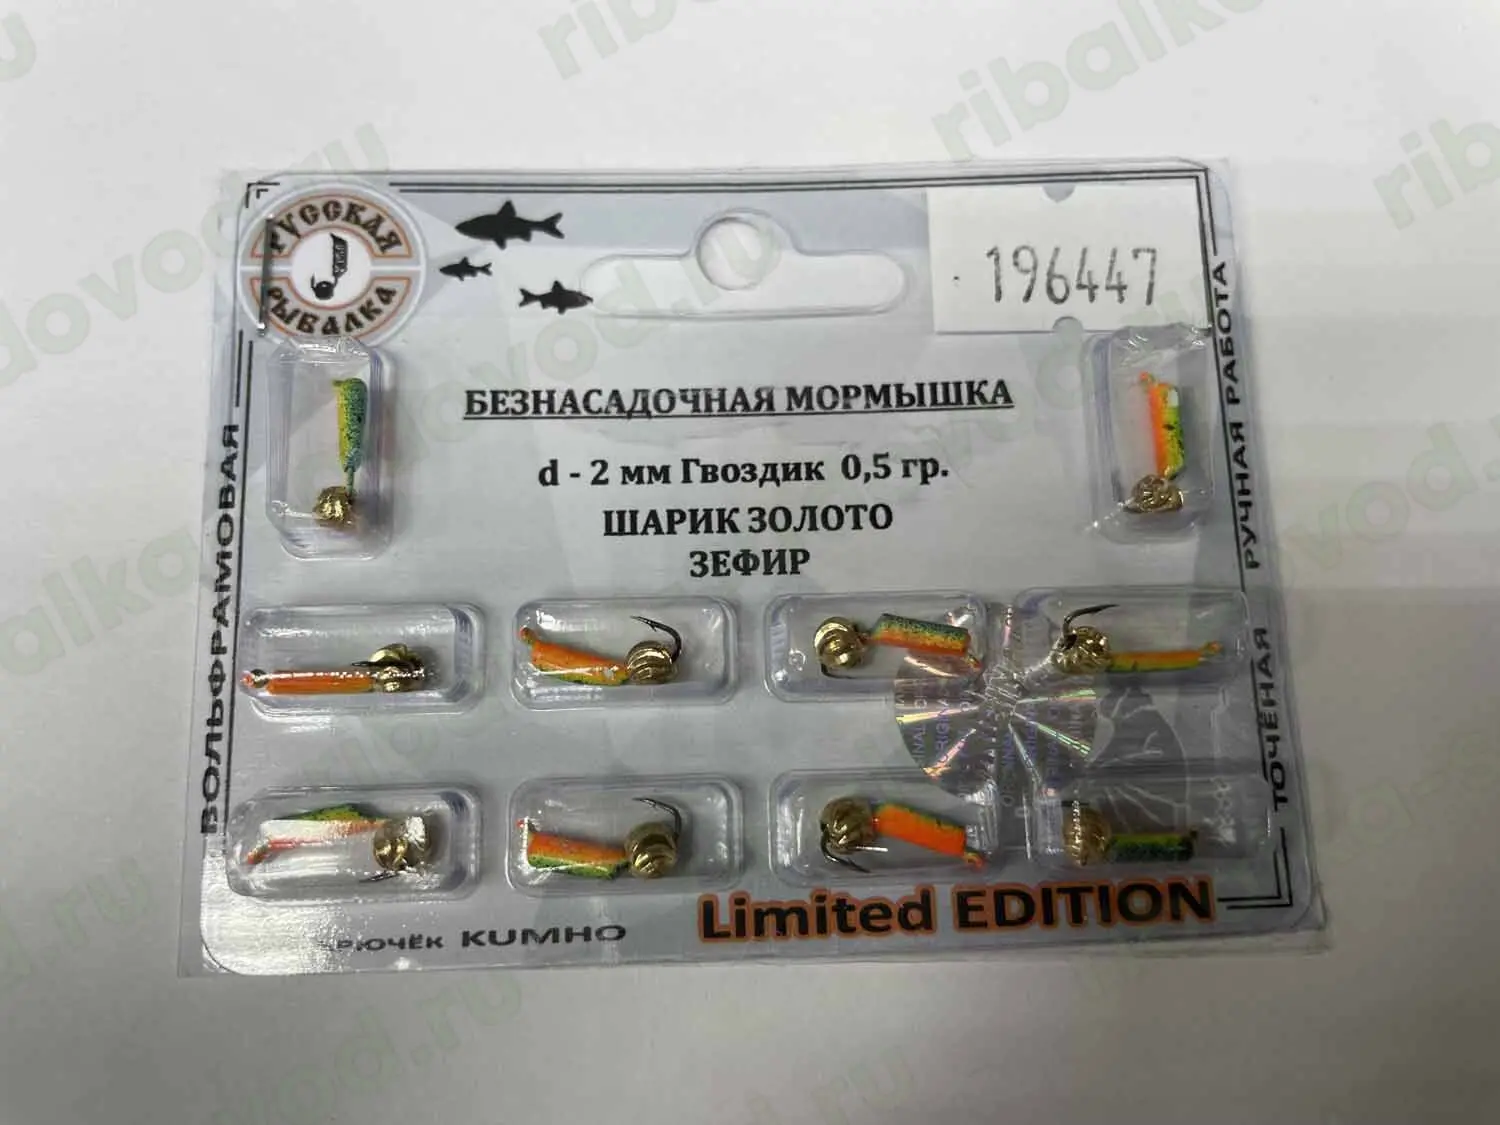 РУССКАЯ
РЫБАЛКА
196447
БЕЗНАСАДОЧНАЯ МОРМЫШКА
d - 2 мм Гвоздик 0,5 гр.
ШАРИК ЗОЛОТО
ЗЕФИР
ВОЛЬФРАМОВАЯ
ТОЧЁНАЯ РУЧНАЯ РАБОТА
KUMHO
Limited EDITION